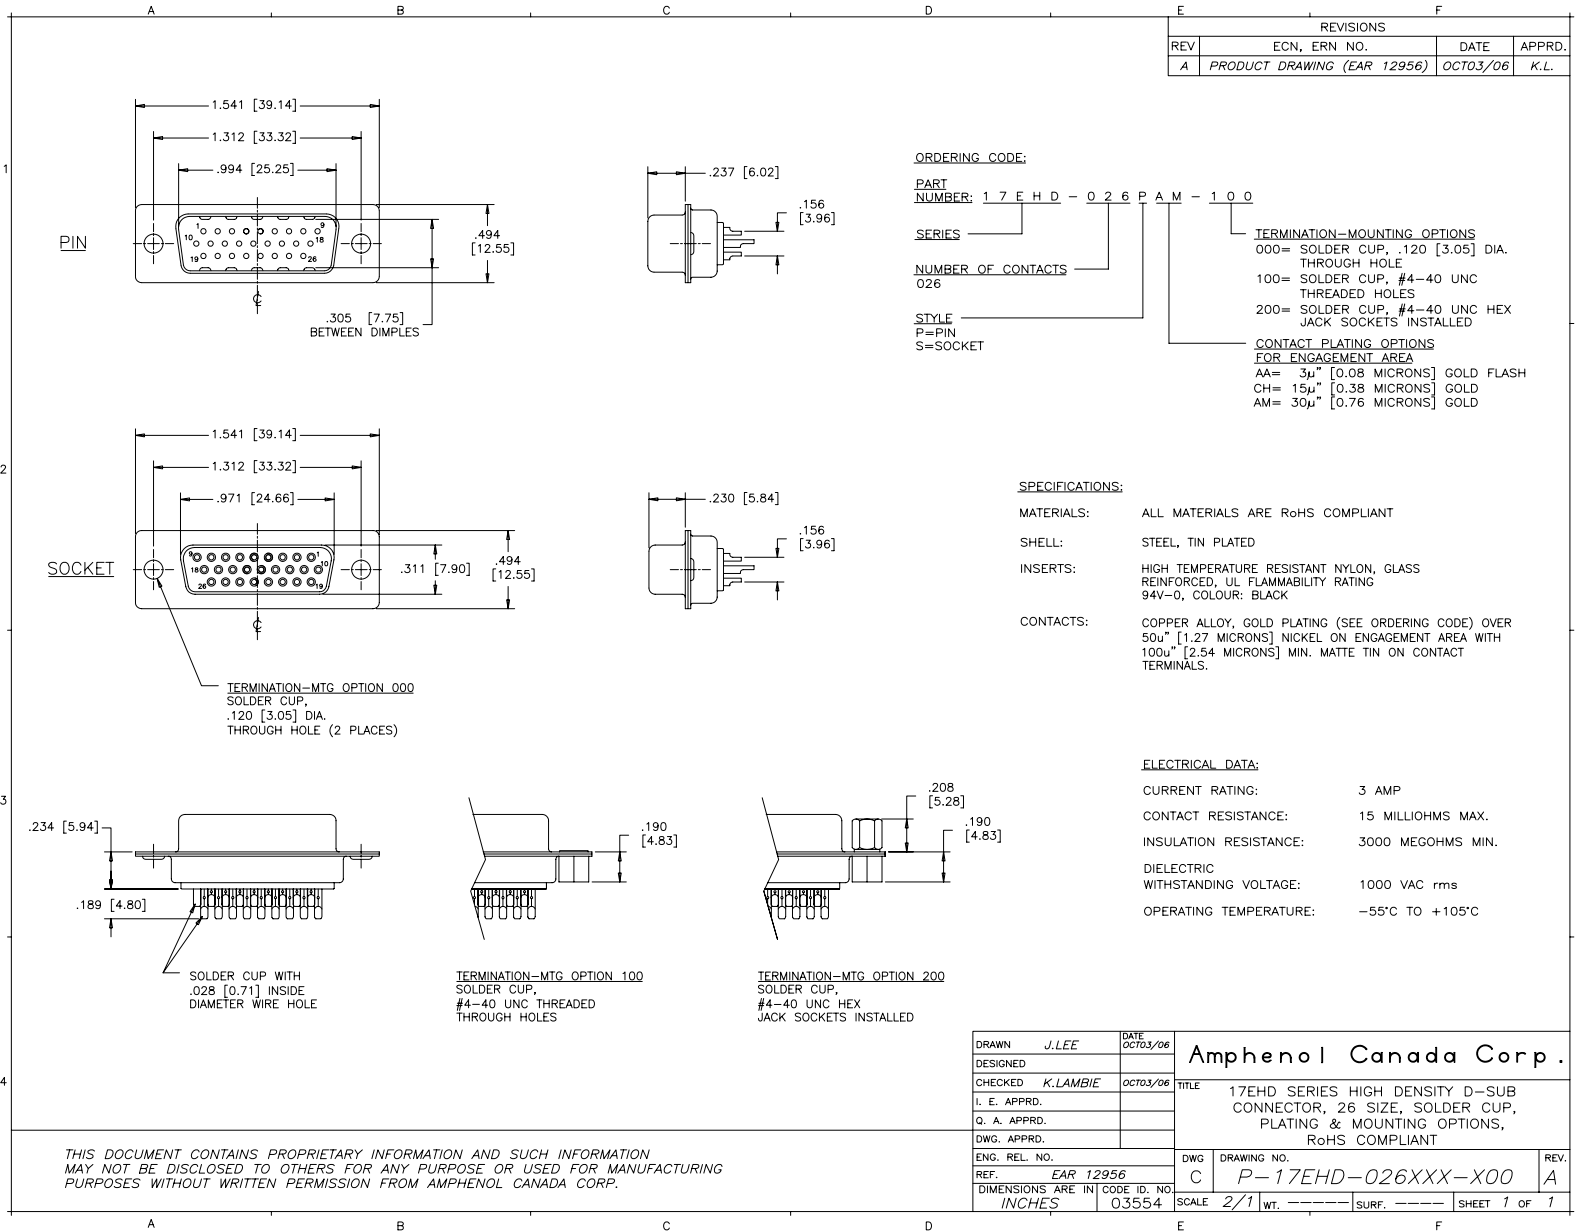 A B C D E F
REVISIONS
REV ECN, ERN NO. DATE APPRD.
A PRODUCT DRAWING (EAR 12956) OCT03/06 K.L.
1
1.541 [39.14]
1.312 [33.32]
.994 [25.25]
PIN
1 9
10 18
19 26
.494
[12.55]
℄
.305 [7.75]
BETWEEN DIMPLES
.237 [6.02]
.156
[3.96]
ORDERING CODE:
PART
NUMBER: 17EHD-026PAM-100
SERIES
NUMBER OF CONTACTS
026
STYLE
P=PIN
S=SOCKET
TERMINATION-MOUNTING OPTIONS
000= SOLDER CUP, .120 [3.05] DIA.
THROUGH HOLE
100= SOLDER CUP, #4-40 UNC
THREADED HOLES
200= SOLDER CUP, #4-40 UNC HEX
JACK SOCKETS INSTALLED
CONTACT PLATING OPTIONS
FOR ENGAGEMENT AREA
AA= 3µ" [0.08 MICRONS] GOLD FLASH
CH= 15µ" [0.38 MICRONS] GOLD
AM= 30µ" [0.76 MICRONS] GOLD
2
1.541 [39.14]
1.312 [33.32]
.971 [24.66]
SOCKET
9 1
18 10
26 19
.311 [7.90]
.494
[12.55]
℄
.230 [5.84]
.156
[3.96]
TERMINATION-MTG OPTION 000
SOLDER CUP,
.120 [3.05] DIA.
THROUGH HOLE (2 PLACES)
SPECIFICATIONS:
MATERIALS: ALL MATERIALS ARE RoHS COMPLIANT
SHELL: STEEL, TIN PLATED
INSERTS: HIGH TEMPERATURE RESISTANT NYLON, GLASS
REINFORCED, UL FLAMMABILITY RATING
94V-0, COLOUR: BLACK
CONTACTS: COPPER ALLOY, GOLD PLATING (SEE ORDERING CODE) OVER
50u" [1.27 MICRONS] NICKEL ON ENGAGEMENT AREA WITH
100u" [2.54 MICRONS] MIN. MATTE TIN ON CONTACT
TERMINALS.
3
.234 [5.94]
.189 [4.80]
SOLDER CUP WITH
.028 [0.71] INSIDE
DIAMETER WIRE HOLE
.190
[4.83]
TERMINATION-MTG OPTION 100
SOLDER CUP,
#4-40 UNC THREADED
THROUGH HOLES
.208
[5.28]
.190
[4.83]
TERMINATION-MTG OPTION 200
SOLDER CUP,
#4-40 UNC HEX
JACK SOCKETS INSTALLED
ELECTRICAL DATA:
CURRENT RATING: 3 AMP
CONTACT RESISTANCE: 15 MILLIOHMS MAX.
INSULATION RESISTANCE: 3000 MEGOHMS MIN.
DIELECTRIC
WITHSTANDING VOLTAGE: 1000 VAC rms
OPERATING TEMPERATURE: -55°C TO +105°C
4
THIS DOCUMENT CONTAINS PROPRIETARY INFORMATION AND SUCH INFORMATION
MAY NOT BE DISCLOSED TO OTHERS FOR ANY PURPOSE OR USED FOR MANUFACTURING
PURPOSES WITHOUT WRITTEN PERMISSION FROM AMPHENOL CANADA CORP.
DRAWN J.LEE DATE OCT03/06
DESIGNED
CHECKED K.LAMBIE OCT03/06
I. E. APPRD.
Q. A. APPRD.
DWG. APPRD.
ENG. REL. NO.
REF. EAR 12956
DIMENSIONS ARE IN INCHES
CODE ID. NO. 03554
Amphenol Canada Corp.
TITLE
17EHD SERIES HIGH DENSITY D-SUB
CONNECTOR, 26 SIZE, SOLDER CUP,
PLATING & MOUNTING OPTIONS,
RoHS COMPLIANT
DWG C
DRAWING NO. P-17EHD-026XXX-X00
REV. A
SCALE 2/1 WT. ----- SURF. ---- SHEET 1 OF 1
A B C D E F